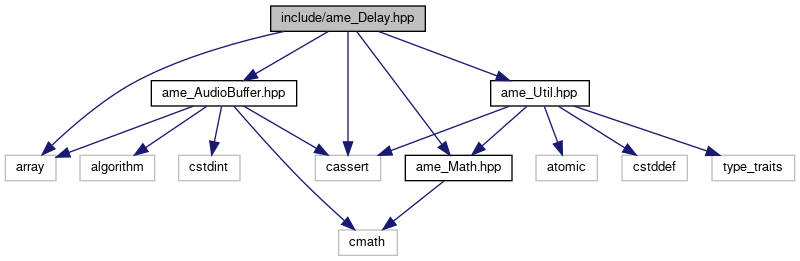 include/ame_Delay.hpp
ame_AudioBuffer.hpp
ame_Util.hpp
array
algorithm
cstdint
cassert
ame_Math.hpp
atomic
cstddef
type_traits
cmath